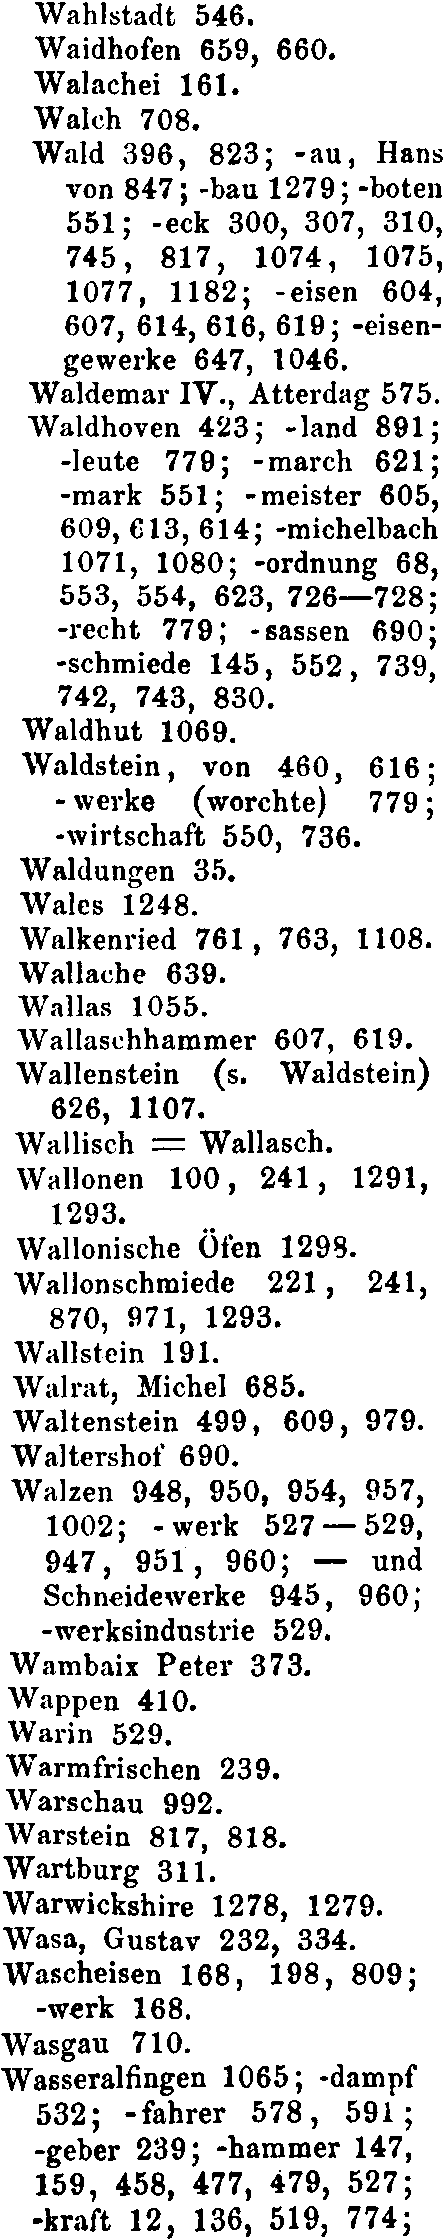 Wahlstadt 546.
Waidhofen 659, 660.
Walachei 161.
Walch 708.
Wald 396, 823; -au, Hans
von 847; -bau 1279; -boten
551; -eck 300, 307, 310,
745, 817, 1074, 1075,
1077, 1182; -eisen 604,
607, 614, 616, 619; -eisen-
gewerke 647, 1046.
Waldemar IV., Atterdag 575.
Waldhoven 423; -land 891;
-leute 779; -march 621;
-mark 551; -meister 605,
609, 613, 614; -michelbach
1071, 1080; -ordnung 68,
553, 554, 623, 726—728;
-recht 779; -sassen 690;
-schmiede 145, 552, 739,
742, 743, 830.
Waldhut 1069.
Waldstein, von 460, 616;
-werke (worchte) 779;
-wirtschaft 550, 736.
Waldungen 35.
Wales 1248.
Walkenried 761, 763, 1108.
Wallache 639.
Wallas 1055.
Wallaschhammer 607, 619.
Wallenstein (s. Waldstein)
626, 1107.
Wallisch = Wallasch.
Wallonen 100, 241, 1291,
1293.
Wallonische Öfen 1298.
Wallonschmiede 221, 241,
870, 971, 1293.
Wallstein 191.
Walrat, Michel 685.
Waltenstein 499, 609, 979.
Waltershof 690.
Walzen 948, 950, 954, 957,
1002; -werk 527—529,
947, 951, 960; — und
Schneidewerke 945, 960;
-werksindustrie 529.
Wambaix Peter 373.
Wappen 410.
Warin 529.
Warmfrischen 239.
Warschau 992.
Warstein 817, 818.
Wartburg 311.
Warwickshire 1278, 1279.
Wasa, Gustav 232, 334.
Wascheisen 168, 198, 809;
-werk 168.
Wasgau 710.
Wasseralfingen 1065; -dampf
532; -fahrer 578, 591;
-geber 239; -hammer 147,
159, 458, 477, 479, 527;
-kraft 12, 136, 519, 774;